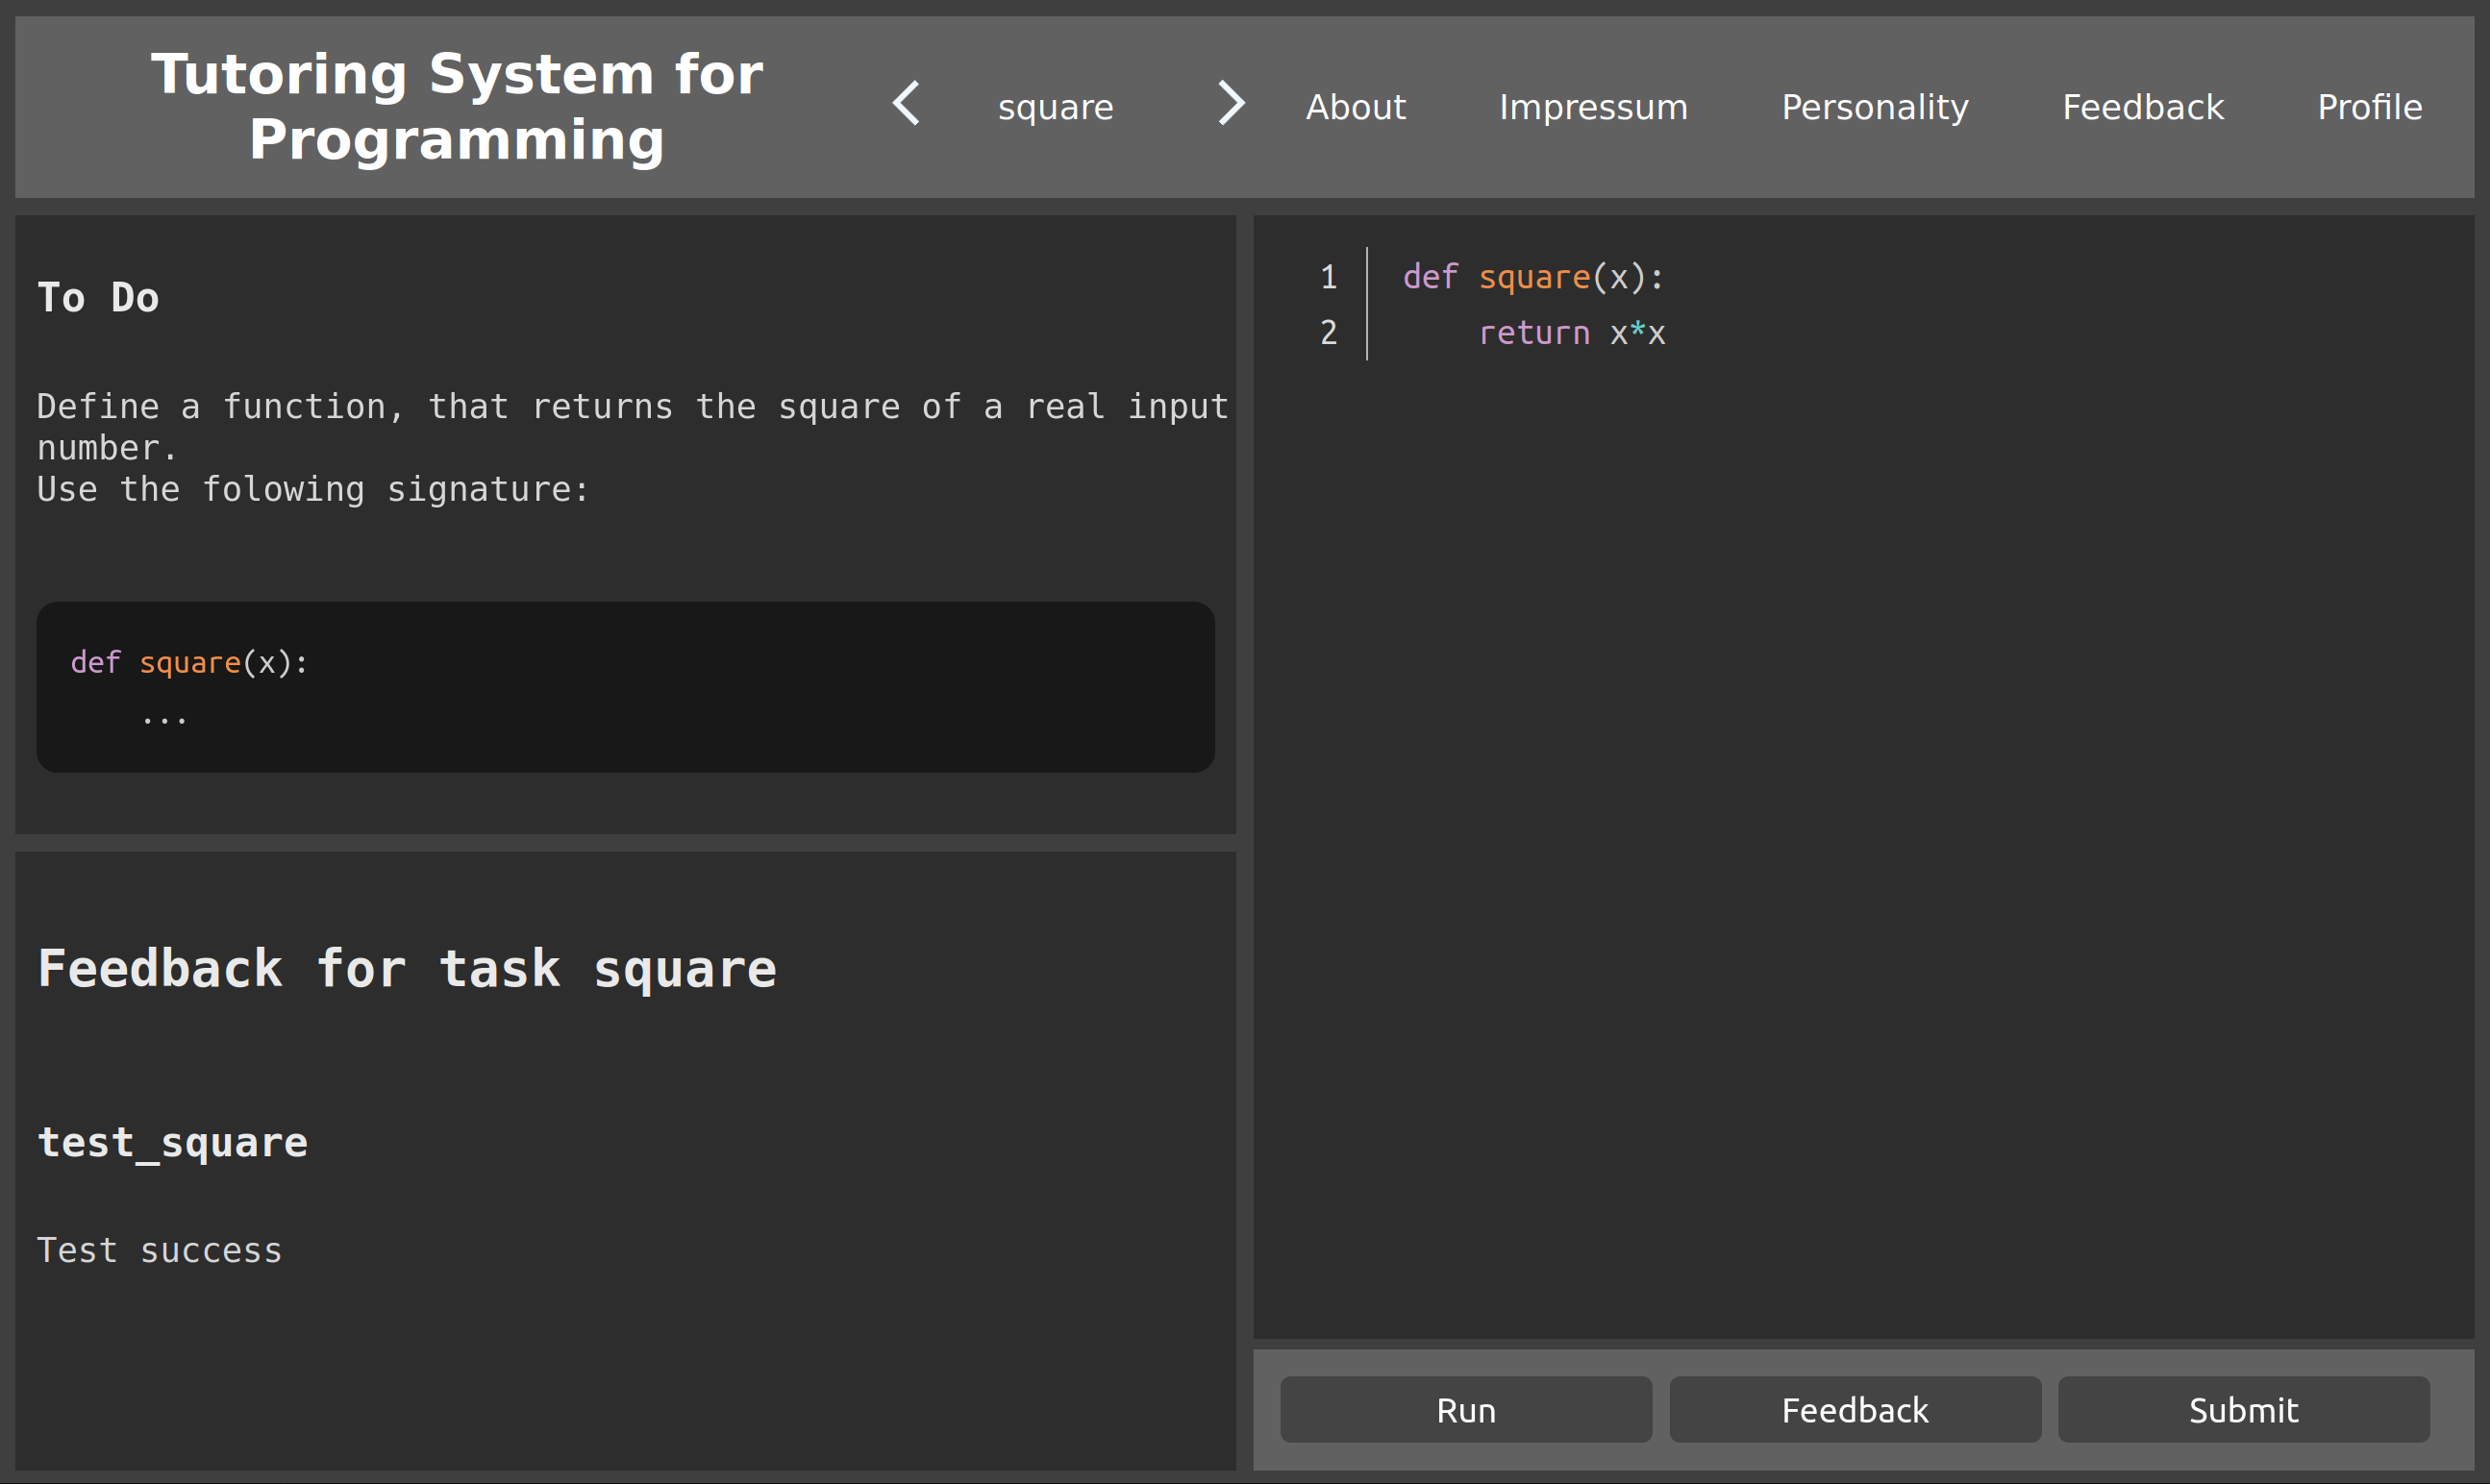 Tutoring System for
Programming
square
About
Impressum
Personality
Feedback
Profile
To Do
Define a function, that returns the square of a real input
number.
Use the folowing signature:
def square(x):
    ...
Feedback for task square
test_square
Test success
1 def square(x):
2     return x*x
Run
Feedback
Submit